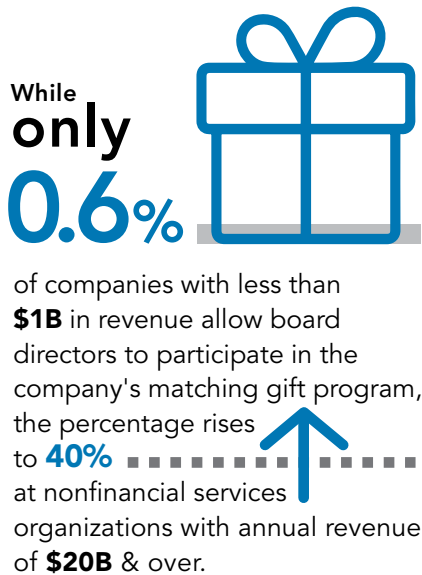 While
only
0.6%
of companies with less than
$1B in revenue allow board
directors to participate in the
company's matching gift program,
the percentage rises
to 40%
at nonfinancial services
organizations with annual revenue
of $20B & over.